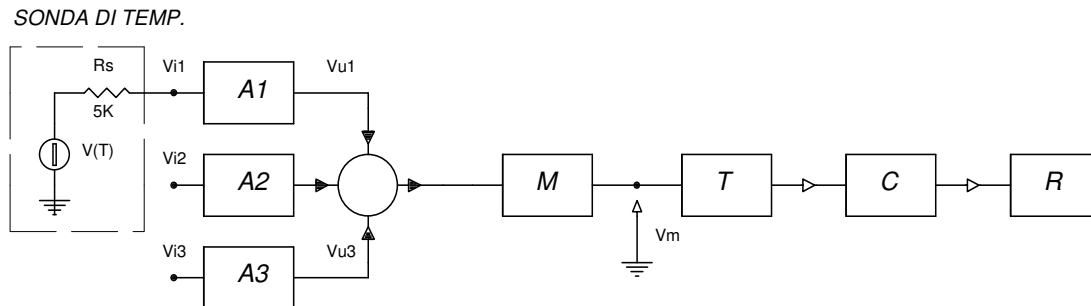 SONDA DI TEMP.
Rs
5K
V(T)
Vi1
A1
Vu1
Vi2
A2
Vi3
A3
Vu3
M
Vm
T
C
R